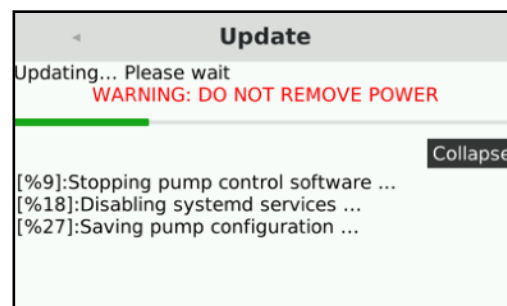 Update
Updating... Please wait
WARNING: DO NOT REMOVE POWER
Collapse
[%9]:Stopping pump control software ...
[%18]:Disabling systemd services ...
[%27]:Saving pump configuration ...